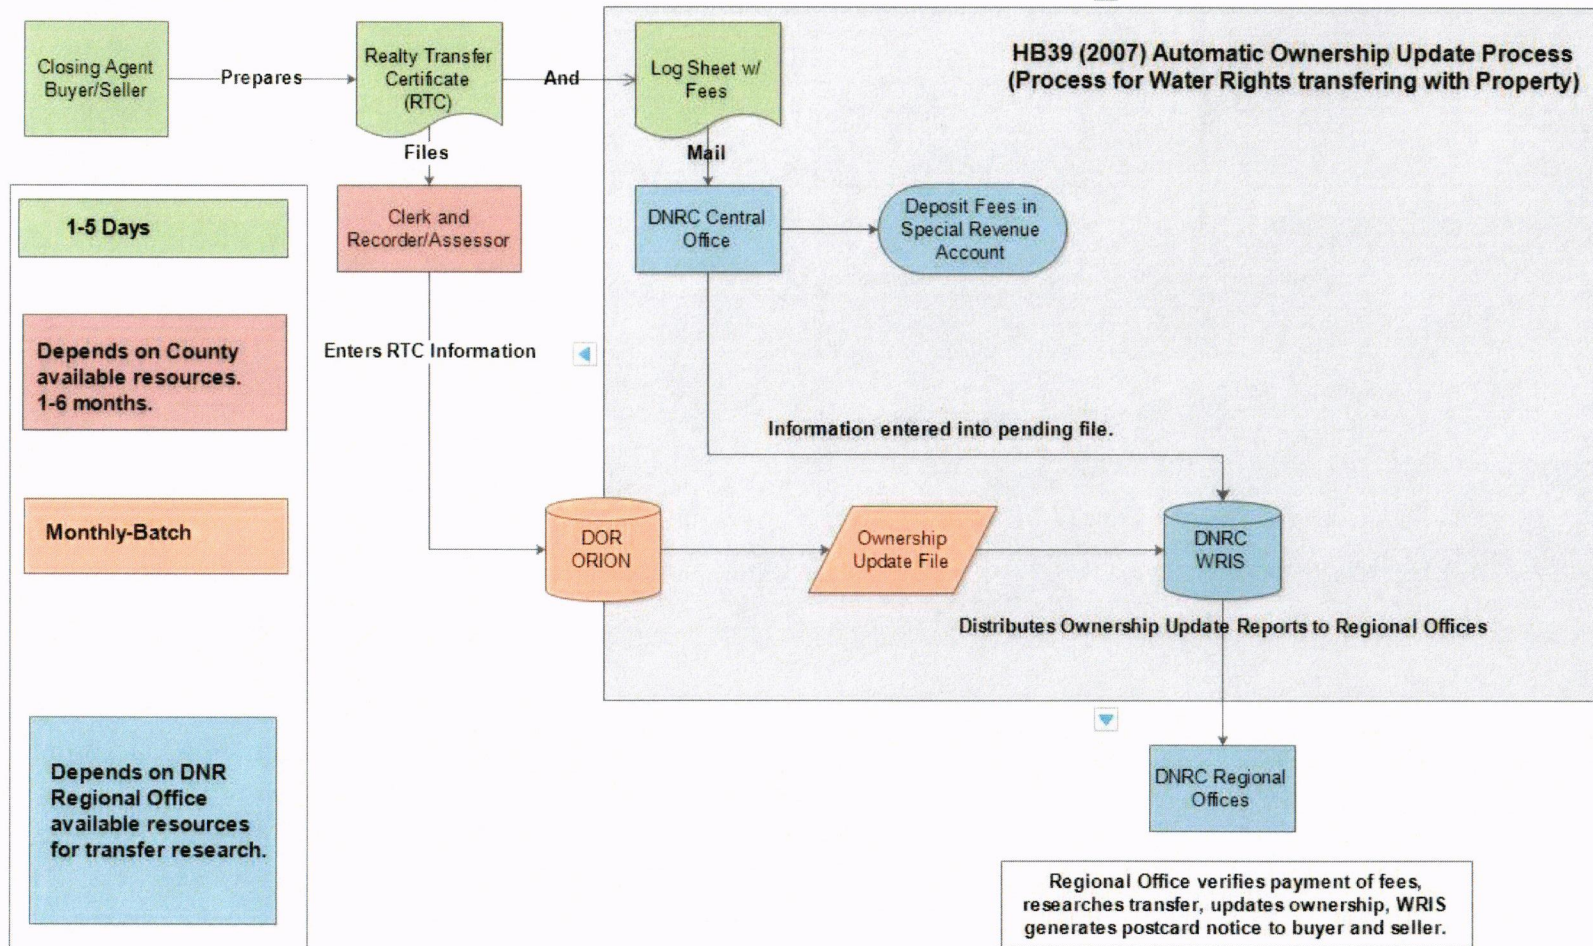 HB39 (2007) Automatic Ownership Update Process
(Process for Water Rights transfering with Property)
Closing Agent
Buyer/Seller
Prepares
Realty Transfer
Certificate
(RTC)
And
Log Sheet w/
Fees
Files
Mail
Clerk and
Recorder/Assessor
DNRC Central
Office
Deposit Fees in
Special Revenue
Account
1-5 Days
Depends on County
available resources.
1-6 months.
Enters RTC Information
Information entered into pending file.
Monthly-Batch
DOR
ORION
Ownership
Update File
DNRC
WRIS
Distributes Ownership Update Reports to Regional Offices
Depends on DNR
Regional Office
available resources
for transfer research.
DNRC Regional
Offices
Regional Office verifies payment of fees,
researches transfer, updates ownership, WRIS
generates postcard notice to buyer and seller.